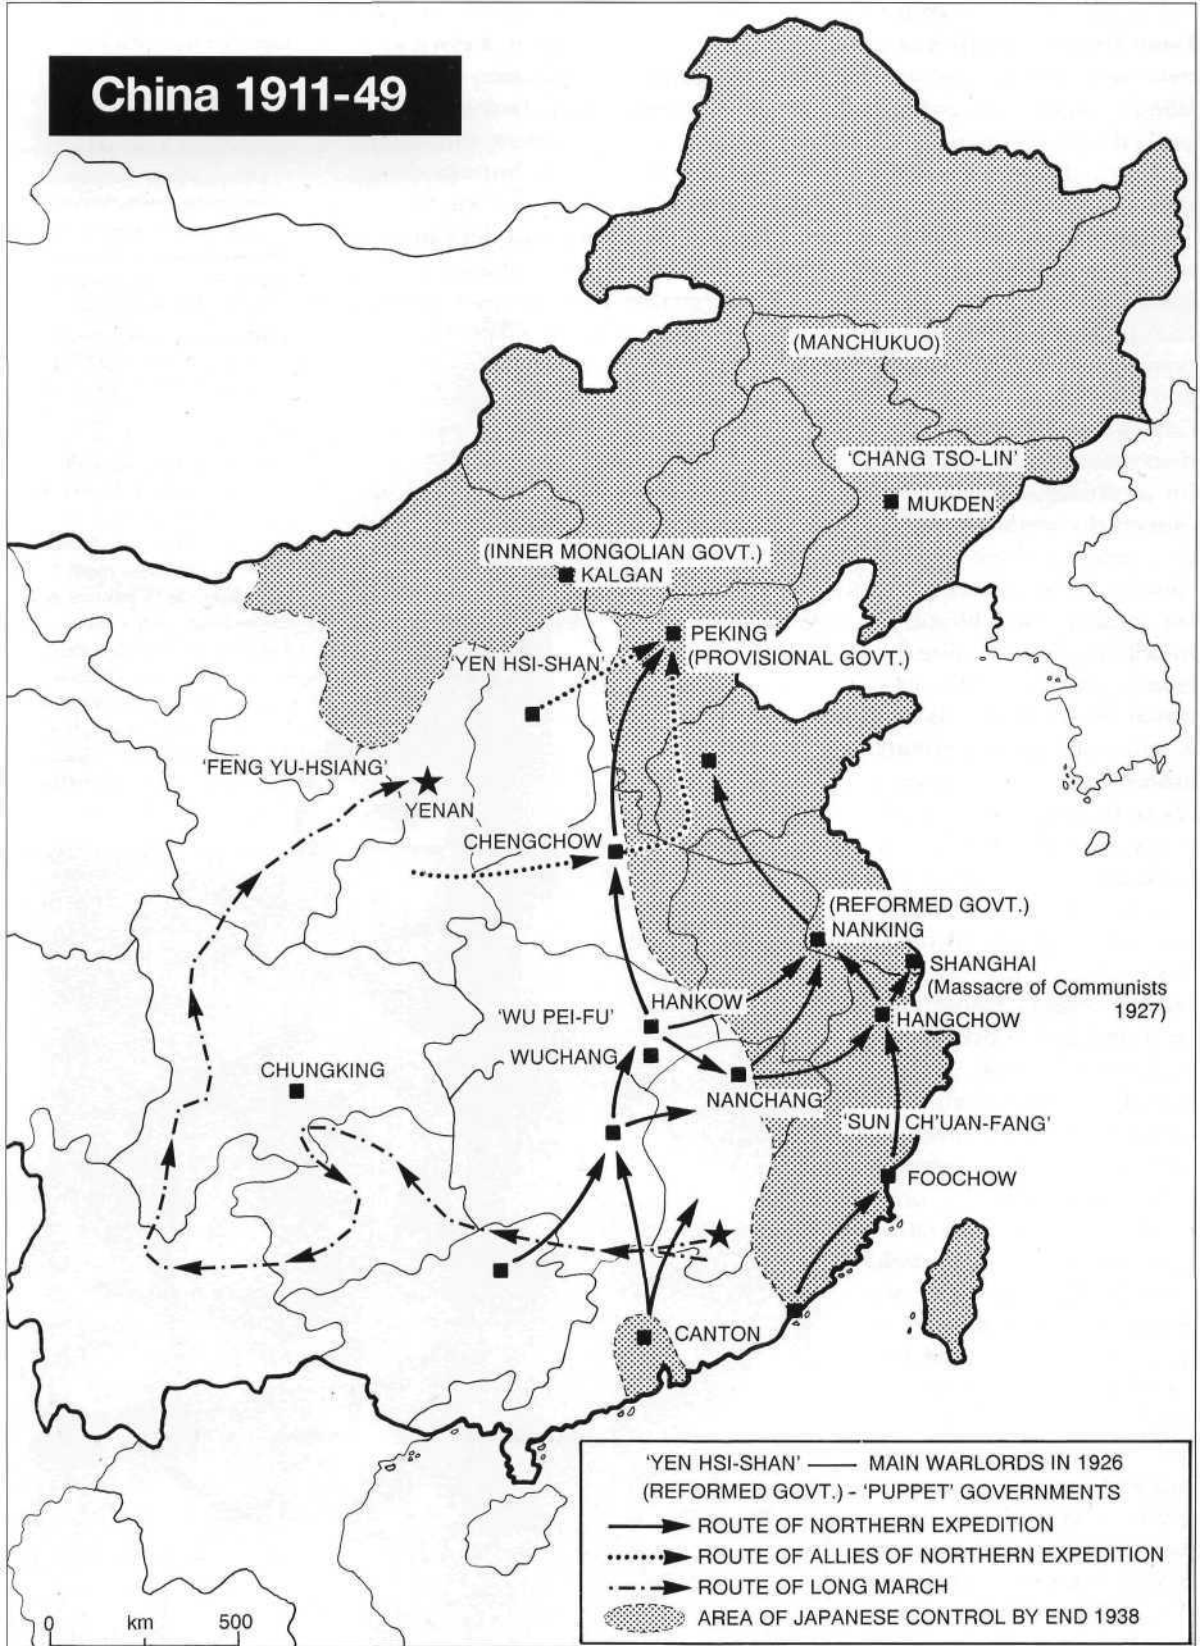 China 1911-49
(MANCHUKUO)
'CHANG TSO-LIN'
MUKDEN
(INNER MONGOLIAN GOVT.)
KALGAN
PEKING
(PROVISIONAL GOVT.)
'YEN HSI-SHAN'
'FENG YU-HSIANG'
YENAN
CHENGCHOW
(REFORMED GOVT.)
NANKING
SHANGHAI
(Massacre of Communists
1927)
HANKOW
'WU PEI-FU'
HANGCHOW
WUCHANG
CHUNGKING
NANCHANG
'SUN CH'UAN-FANG'
FOOCHOW
CANTON
'YEN HSI-SHAN' —— MAIN WARLORDS IN 1926
(REFORMED GOVT.) - 'PUPPET' GOVERNMENTS
ROUTE OF NORTHERN EXPEDITION
ROUTE OF ALLIES OF NORTHERN EXPEDITION
ROUTE OF LONG MARCH
AREA OF JAPANESE CONTROL BY END 1938
0 km 500